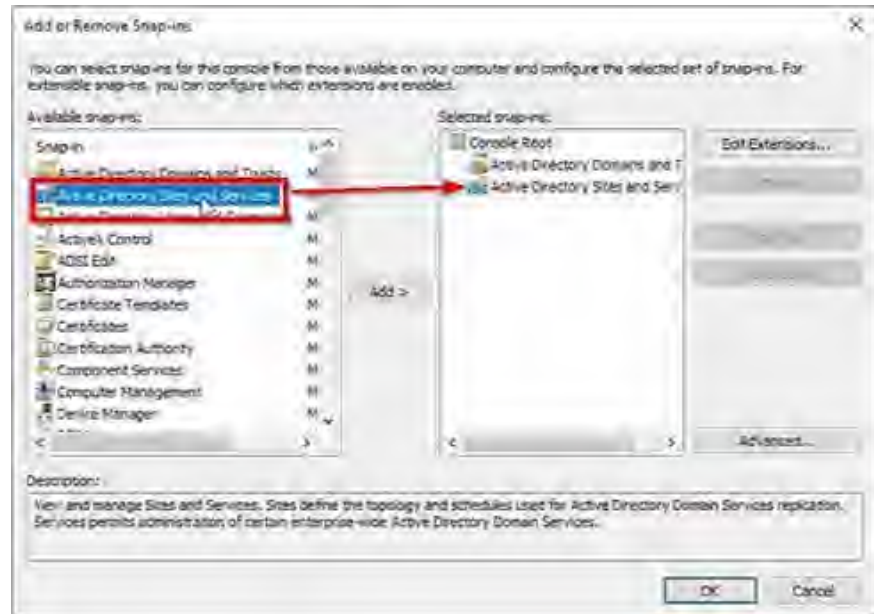 Add or Remove Snap-ins
You can select snap-ins for this console from those available on your computer and configure the selected set of snap-ins. For
extensible snap-ins, you can configure which extensions are enabled.
Available snap-ins:
Selected snap-ins:
Snap-in
Active Directory Domains and Trusts
Active Directory Sites and Services
ActiveX Control
ADSI Edit
Authorization Manager
Certificate Templates
Certificates
Certification Authority
Component Services
Computer Management
Device Manager
Add >
Console Root
Active Directory Domains and T
Active Directory Sites and Serv
Edit Extensions...
Advanced...
Description:
View and manage Sites and Services. Sites define the topology and schedules used for Active Directory Domain Services replication.
Services permits administration of certain enterprise-wide Active Directory Domain Services.
OK
Cancel